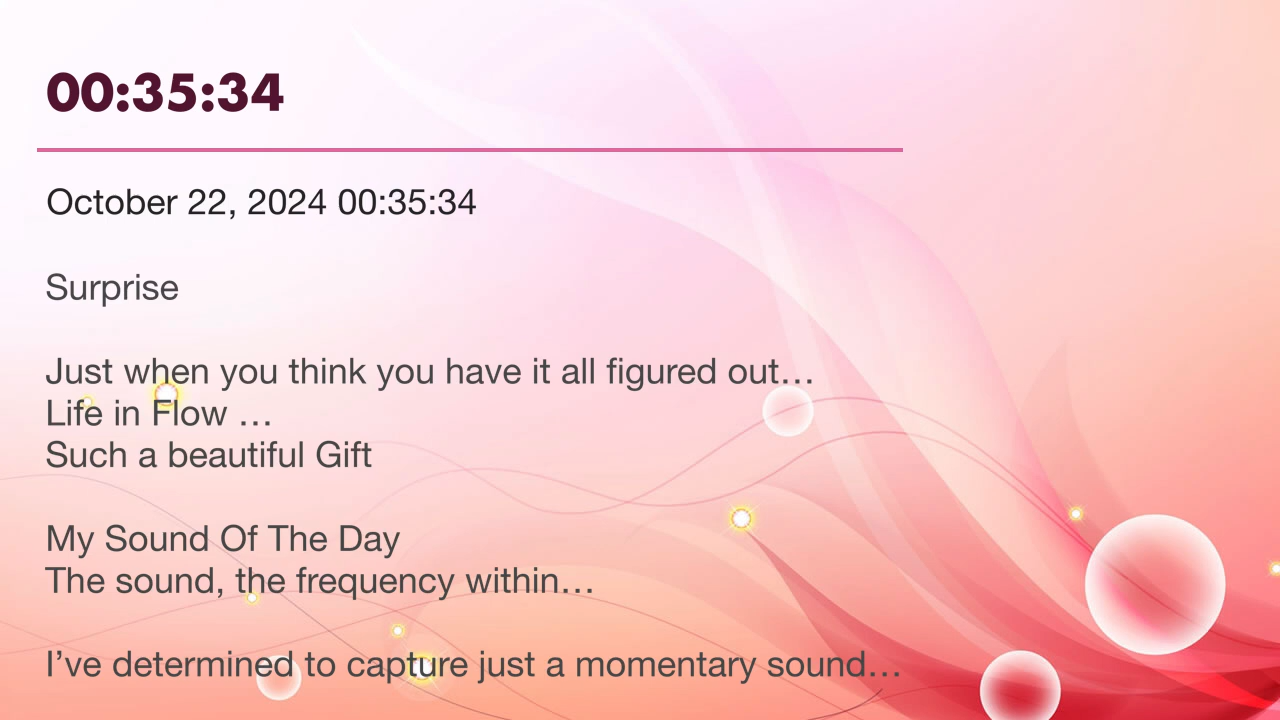 00:35:34
October 22, 2024 00:35:34
Surprise
Just when you think you have it all figured out…
Life in Flow …
Such a beautiful Gift
My Sound Of The Day
The sound, the frequency within…
I’ve determined to capture just a momentary sound…